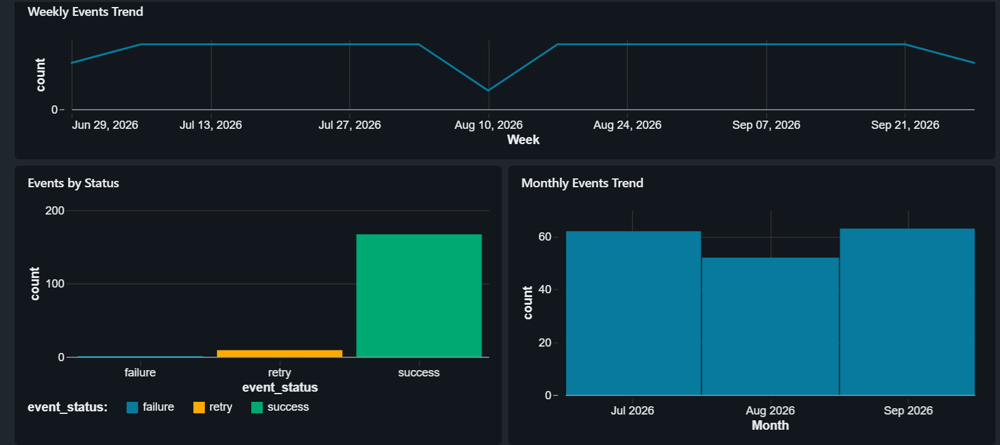 Weekly Events Trend
count
0
Jun 29, 2026 Jul 13, 2026 Jul 27, 2026 Aug 10, 2026 Aug 24, 2026 Sep 07, 2026 Sep 21, 2026
Week
Events by Status
200
100
0
count
failure retry success
event_status
event_status: failure retry success
Monthly Events Trend
60
40
20
0
count
Jul 2026 Aug 2026 Sep 2026
Month